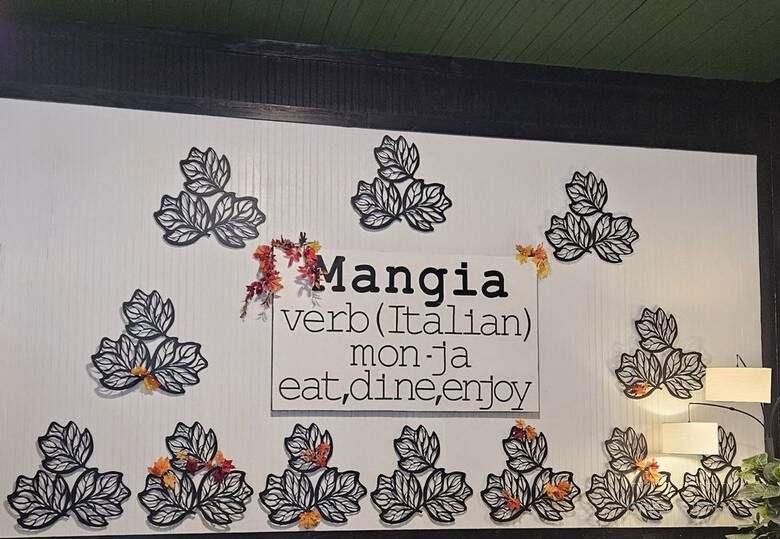 Mangia
verb(Italian)
mon-ja
eat,dine,enjoy